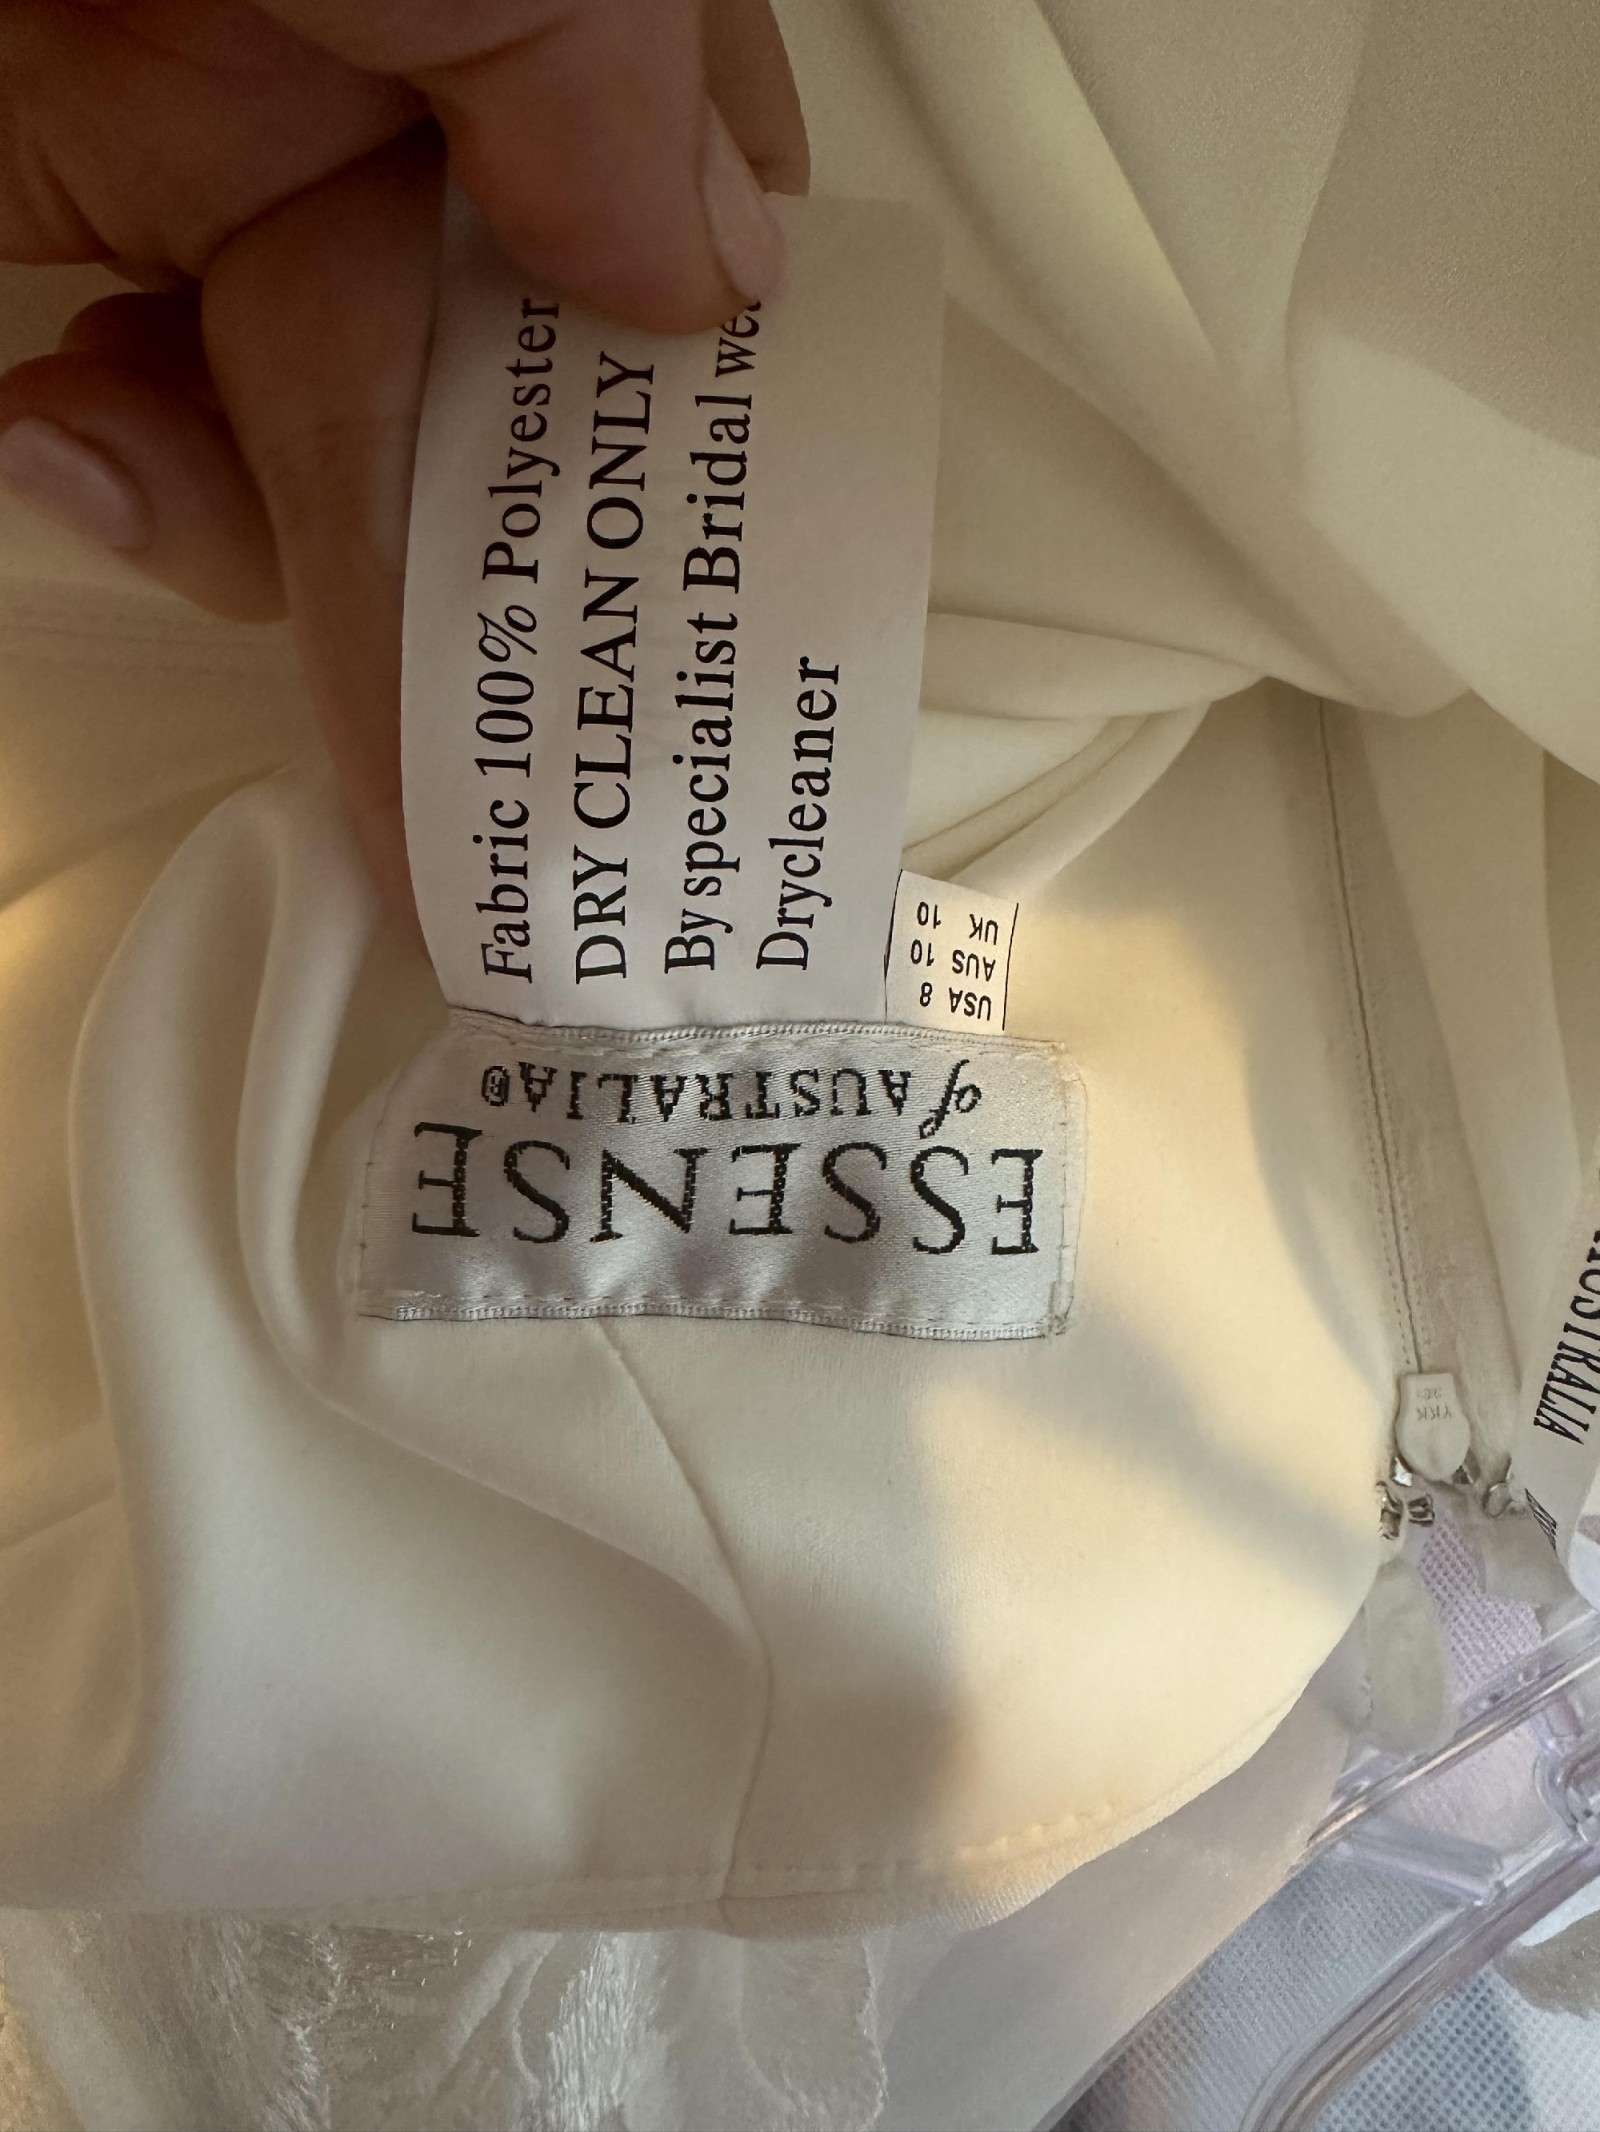 Fabric 100% Polyester
DRY CLEAN ONLY
By specialist Bridal
Drycleaner
USA 8
AUS 10
UK 10
ESSENSE
of AUSTRALIA®
YKK
AUSTRALIA